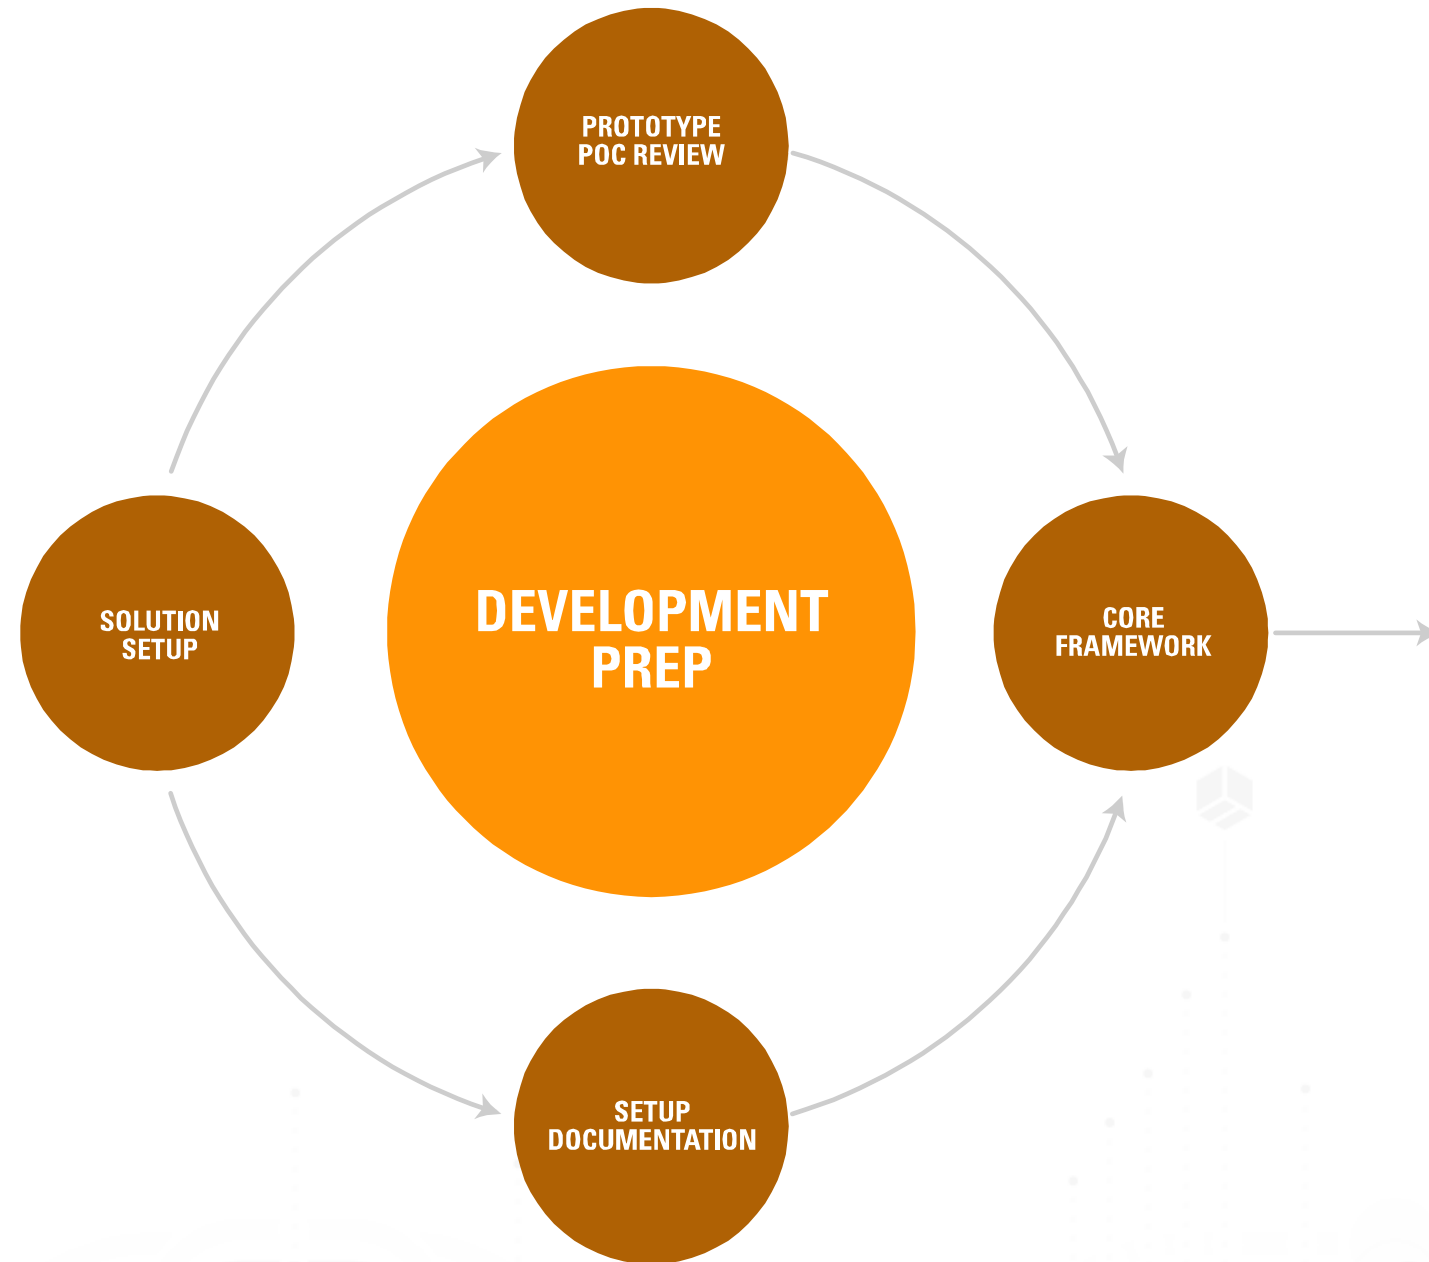 PROTOTYPE
POC REVIEW
SOLUTION
SETUP
DEVELOPMENT
PREP
CORE
FRAMEWORK
SETUP
DOCUMENTATION